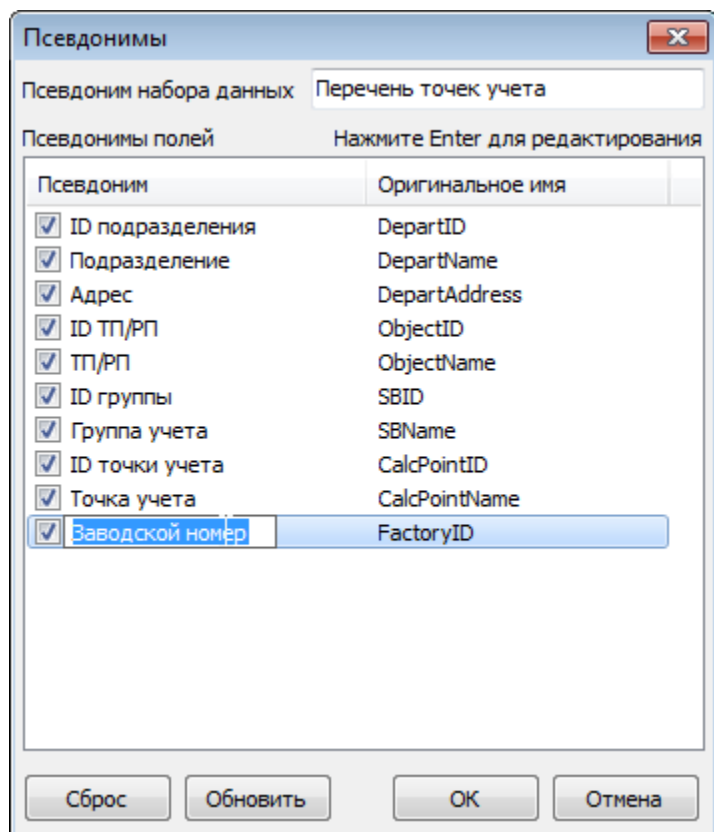 Псевдонимы
Псевдоним набора данных Перечень точек учета
Псевдонимы полей Нажмите Enter для редактирования
Псевдоним Оригинальное имя
ID подразделения DepartID
Подразделение DepartName
Адрес DepartAddress
ID ТП/РП ObjectID
ТП/РП ObjectName
ID группы SBID
Группа учета SBName
ID точки учета CalcPointID
Точка учета CalcPointName
Заводской номер FactoryID
Сброс Обновить ОК Отмена